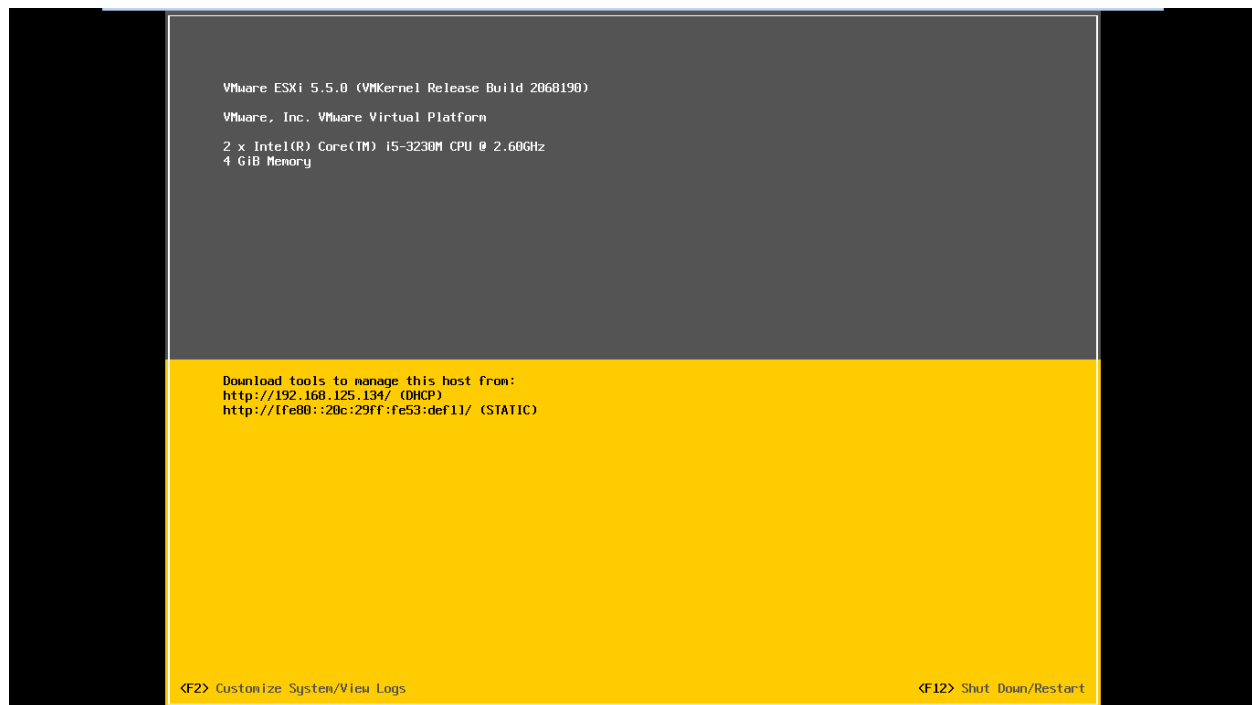 VMware ESXi 5.5.0 (VMKernel Release Build 2068190)
VMware, Inc. VMware Virtual Platform
2 x Intel(R) Core(TM) i5-3230M CPU @ 2.60GHz
4 GiB Memory
Download tools to manage this host from:
http://192.168.125.134/ (DHCP)
http://[fe80::20c:29ff:fe53:def1]/ (STATIC)
<F2> Customize System/View Logs
<F12> Shut Down/Restart